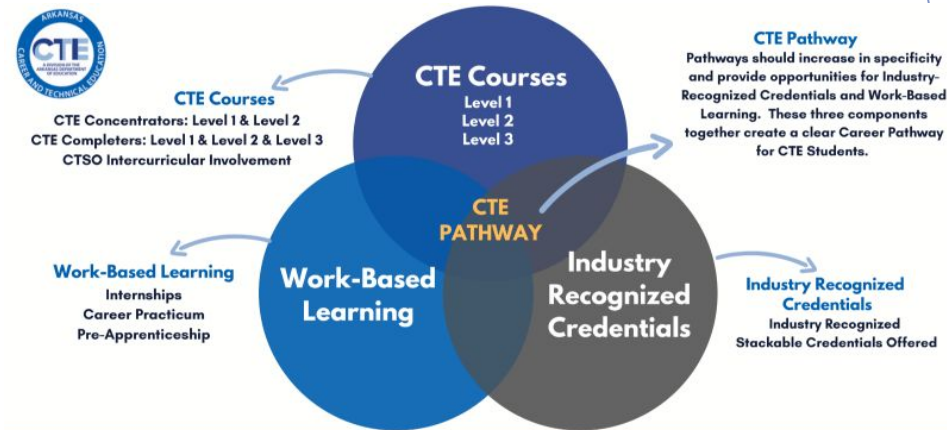 ARKANSAS
CTE
A DIVISION OF THE
ARKANSAS DEPARTMENT
OF EDUCATION
CAREER AND TECHNICAL EDUCATION
CTE Courses
CTE Concentrators: Level 1 & Level 2
CTE Completers: Level 1 & Level 2 & Level 3
CTSO Intercurricular Involvement
CTE Courses
Level 1
Level 2
Level 3
CTE Pathway
Pathways should increase in specificity
and provide opportunities for Industry-
Recognized Credentials and Work-Based
Learning. These three components
together create a clear Career Pathway
for CTE Students.
CTE
PATHWAY
Work-Based Learning
Internships
Career Practicum
Pre-Apprenticeship
Work-Based
Learning
Industry
Recognized
Credentials
Industry Recognized
Credentials
Industry Recognized
Stackable Credentials Offered